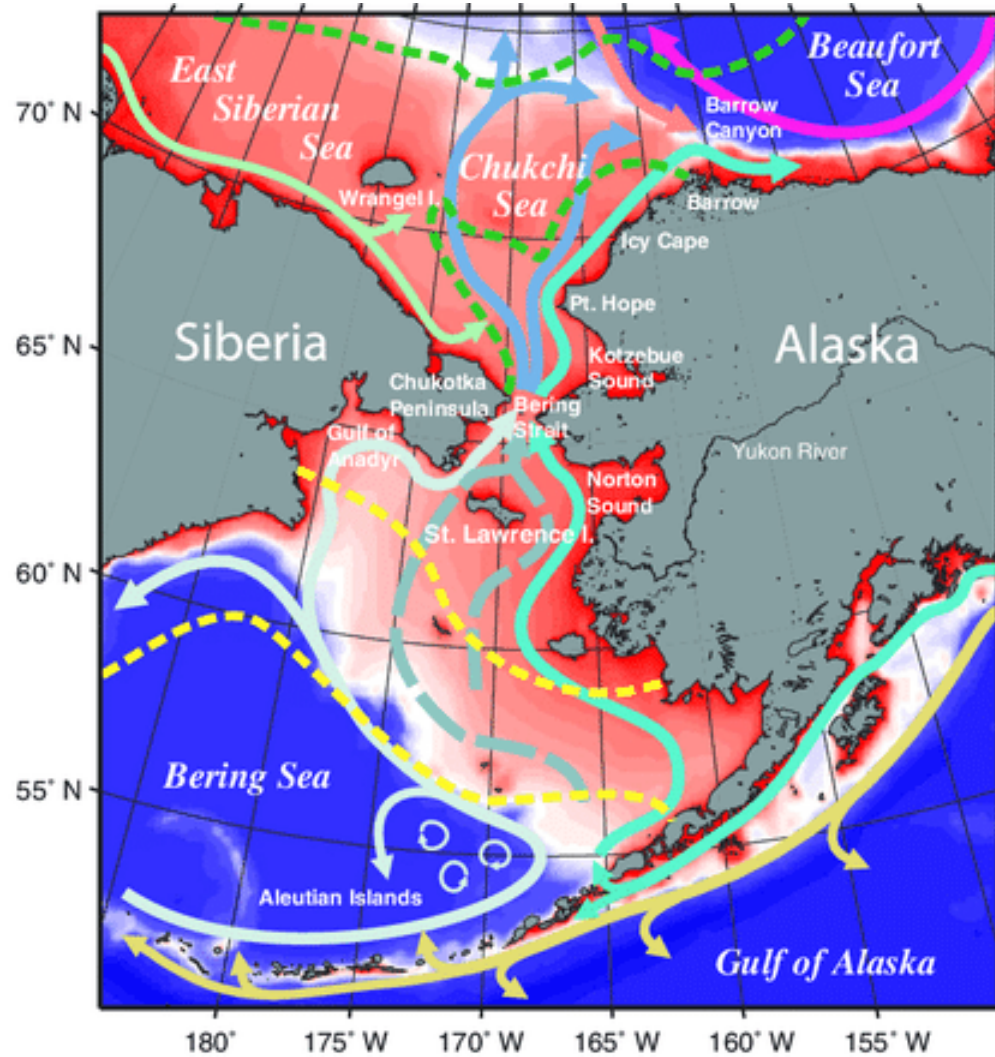 Beaufort
Sea
East
Siberian
Sea
70° N
Barrow
Canyon
Chukchi
Sea
Wrangel I.
Barrow
Icy Cape
Pt. Hope
65° N
Siberia
Alaska
Kotzebue
Sound
Chukotka
Peninsula
Bering
Strait
Gulf of
Anadyr
Yukon River
Norton
Sound
St. Lawrence I.
60° N
Bering Sea
55° N
Aleutian Islands
Gulf of Alaska
180° W
175° W
170° W
165° W
160° W
155° W